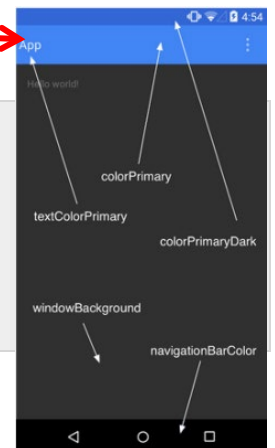 4:54
App
Hello world!
colorPrimary
textColorPrimary
colorPrimaryDark
windowBackground
navigationBarColor